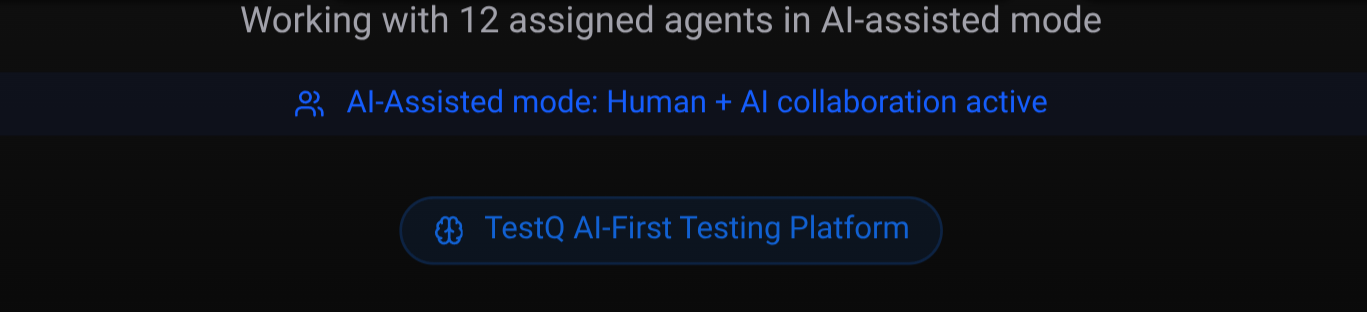 Working with 12 assigned agents in AI-assisted mode
AI-Assisted mode: Human + AI collaboration active
TestQ AI-First Testing Platform